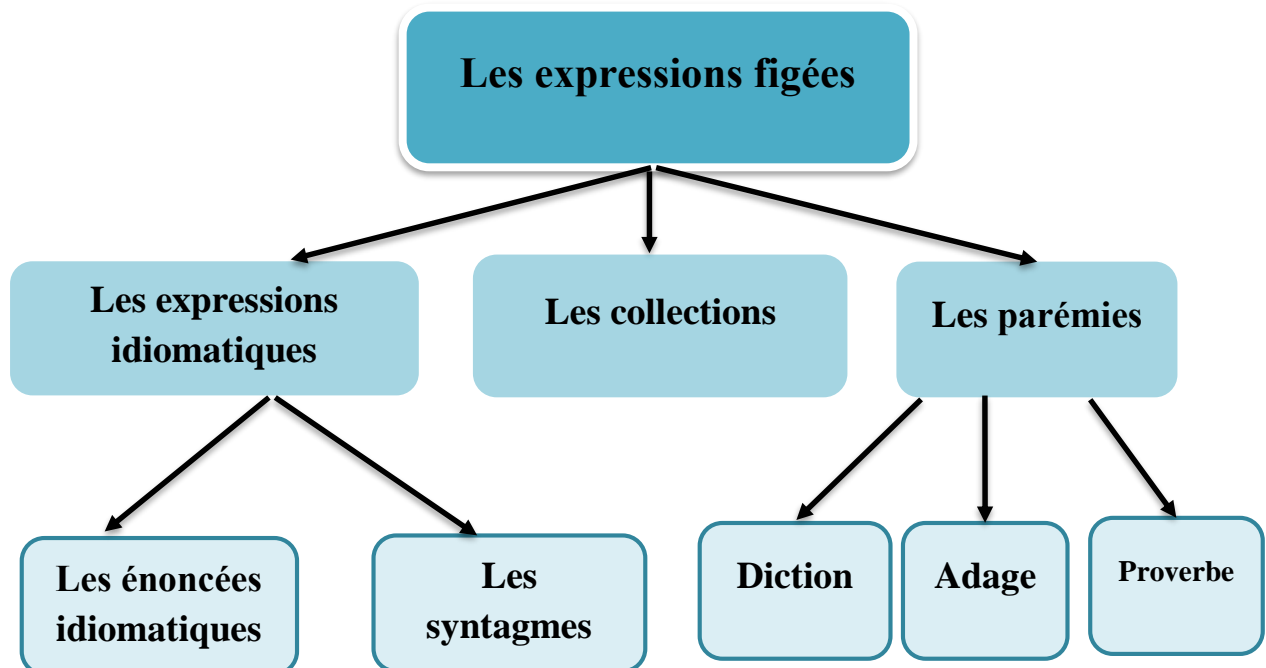 Les expressions figées
Les expressions
idiomatiques
Les collections
Les parémies
Les énoncées
idiomatiques
Les
syntagmes
Diction
Adage
Proverbe